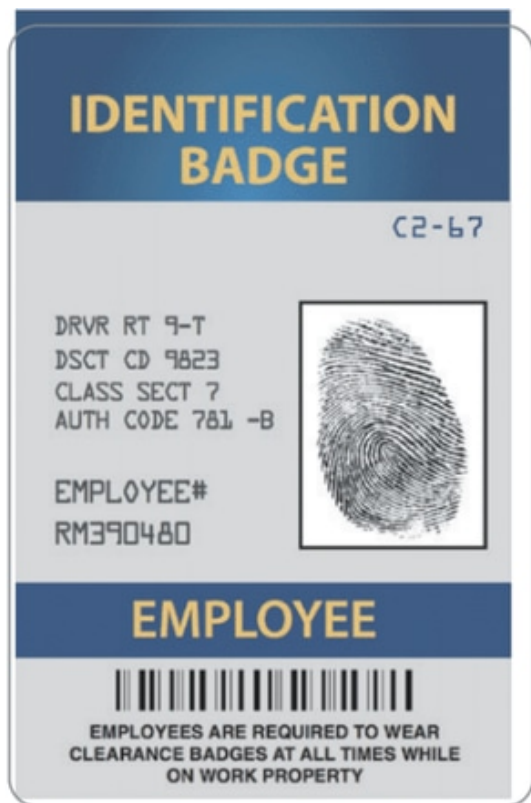 IDENTIFICATION
BADGE
C2-67
DRVR RT 9-T
DSCT CD 9823
CLASS SECT 7
AUTH CODE 781 -B
EMPLOYEE#
RM390480
EMPLOYEE
EMPLOYEES ARE REQUIRED TO WEAR
CLEARANCE BADGES AT ALL TIMES WHILE
ON WORK PROPERTY